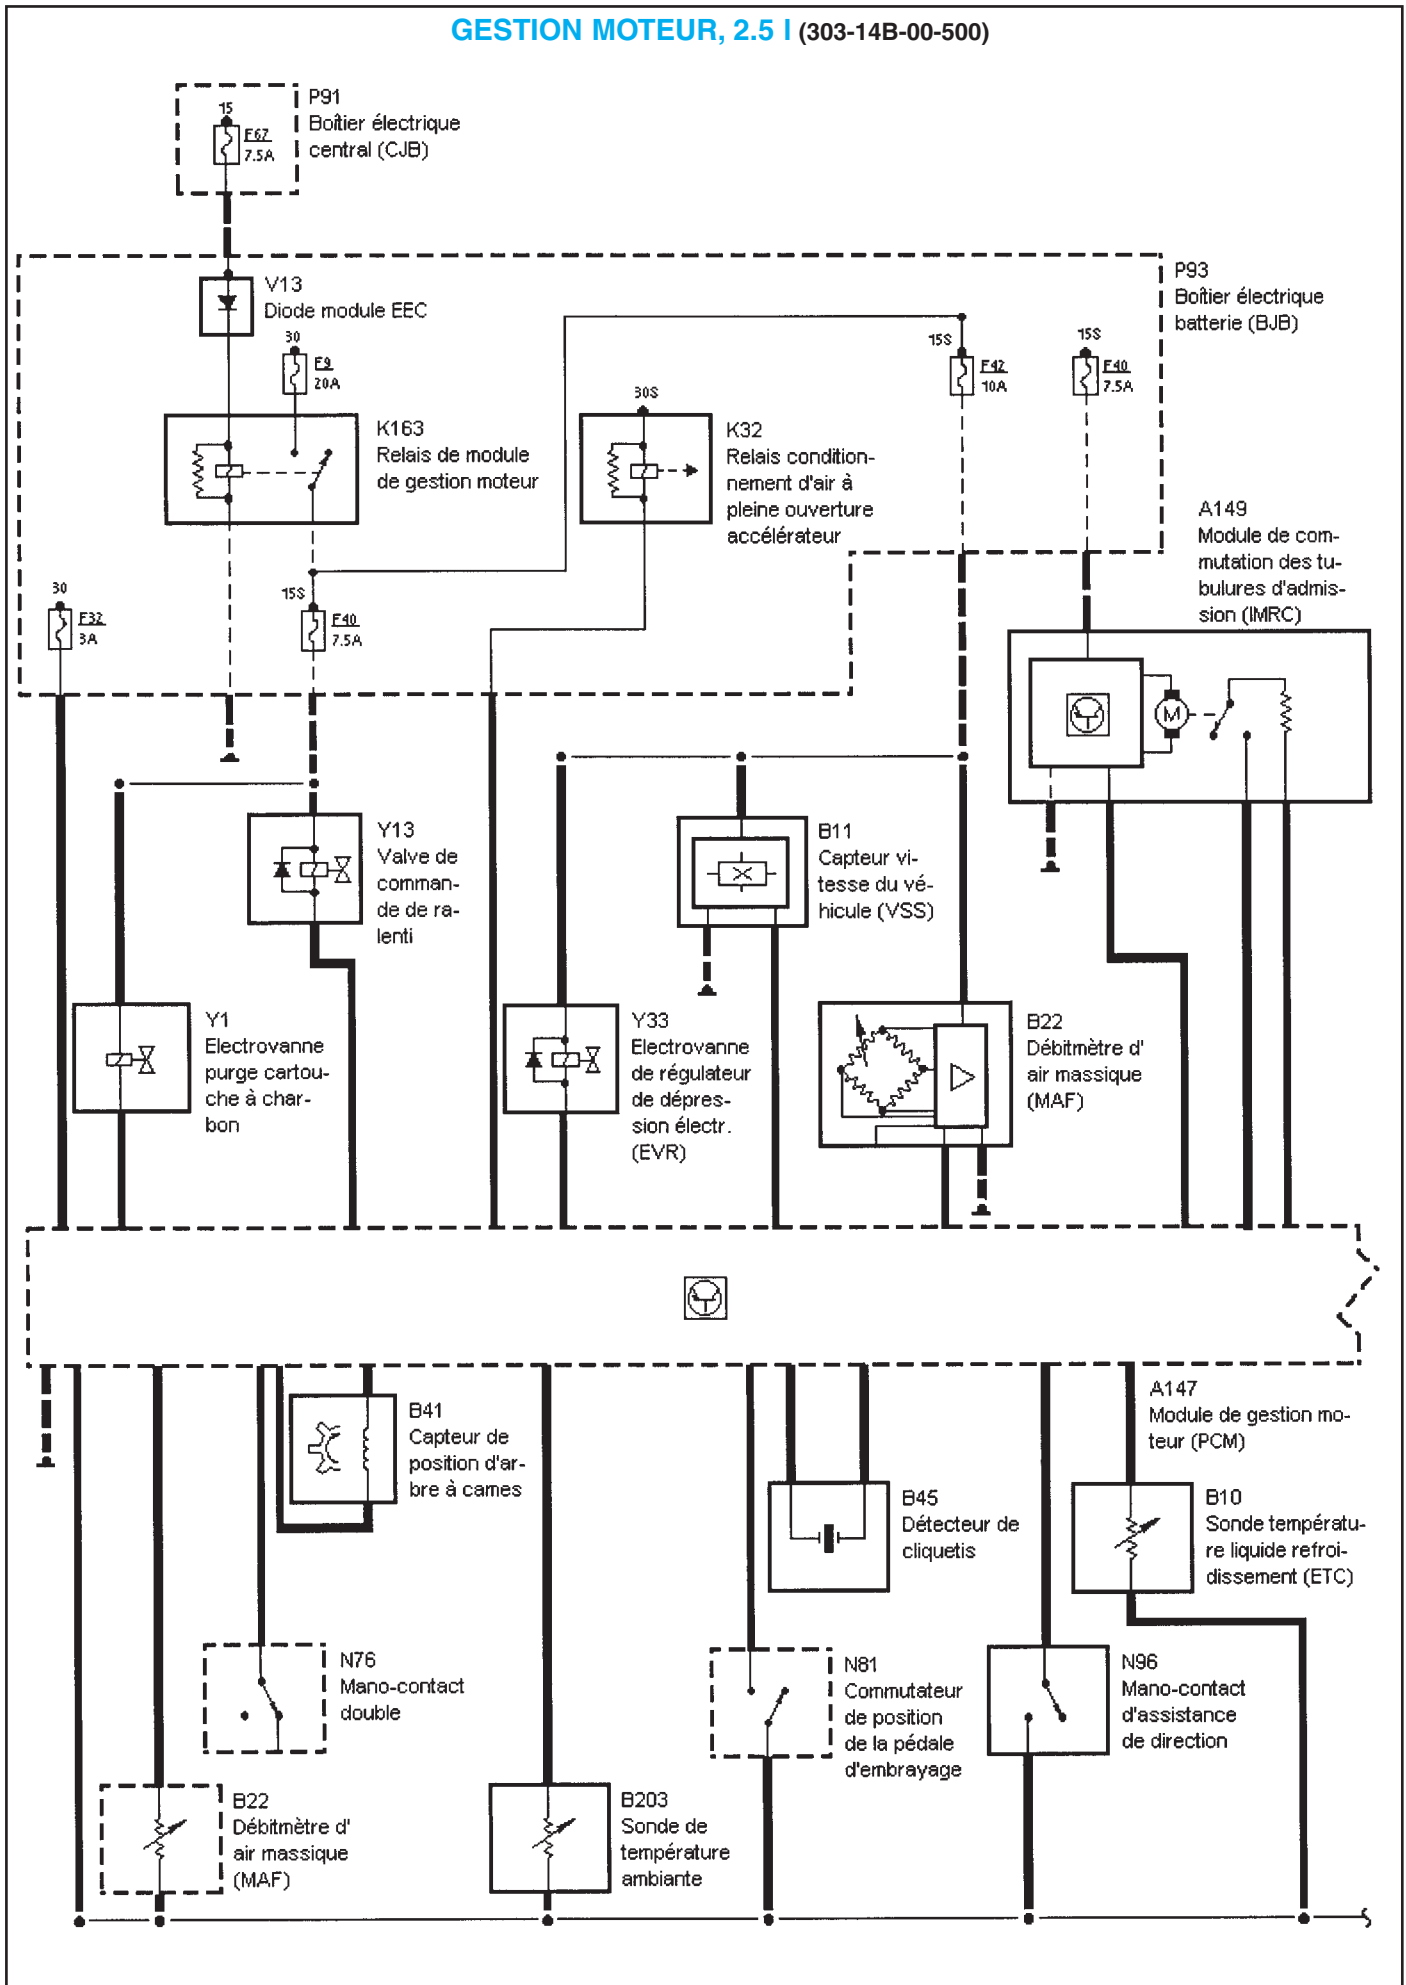 GESTION MOTEUR, 2.5 l (303-14B-00-500)
P91
Boîtier électrique
central (CJB)
15
F67
7.5A
V13
Diode module EEC
P93
Boîtier électrique
batterie (BJB)
30
F9
20A
15S
F42
10A
15S
F40
7.5A
K163
Relais de module
de gestion moteur
30S
K32
Relais condition-
nement d'air à
pleine ouverture
accélérateur
A149
Module de com-
mutation des tu-
bulures d'admis-
sion (IMRC)
30
F32
3A
15S
F40
7.5A
M
Y13
Valve de
comman-
de de ra-
lenti
B11
Capteur vi-
tesse du vé-
hicule (VSS)
Y1
Electrovanne
purge cartou-
che à char-
bon
Y33
Electrovanne
de régulateur
de dépres-
sion électr.
(EVR)
B22
Débitmètre d'
air massique
(MAF)
A147
Module de gestion mo-
teur (PCM)
B41
Capteur de
position d'ar-
bre à cames
B45
Détecteur de
cliquetis
B10
Sonde températu-
re liquide refroi-
dissement (ETC)
N76
Mano-contact
double
N81
Commutateur
de position
de la pédale
d'embrayage
N96
Mano-contact
d'assistance
de direction
B22
Débitmètre d'
air massique
(MAF)
B203
Sonde de
température
ambiante